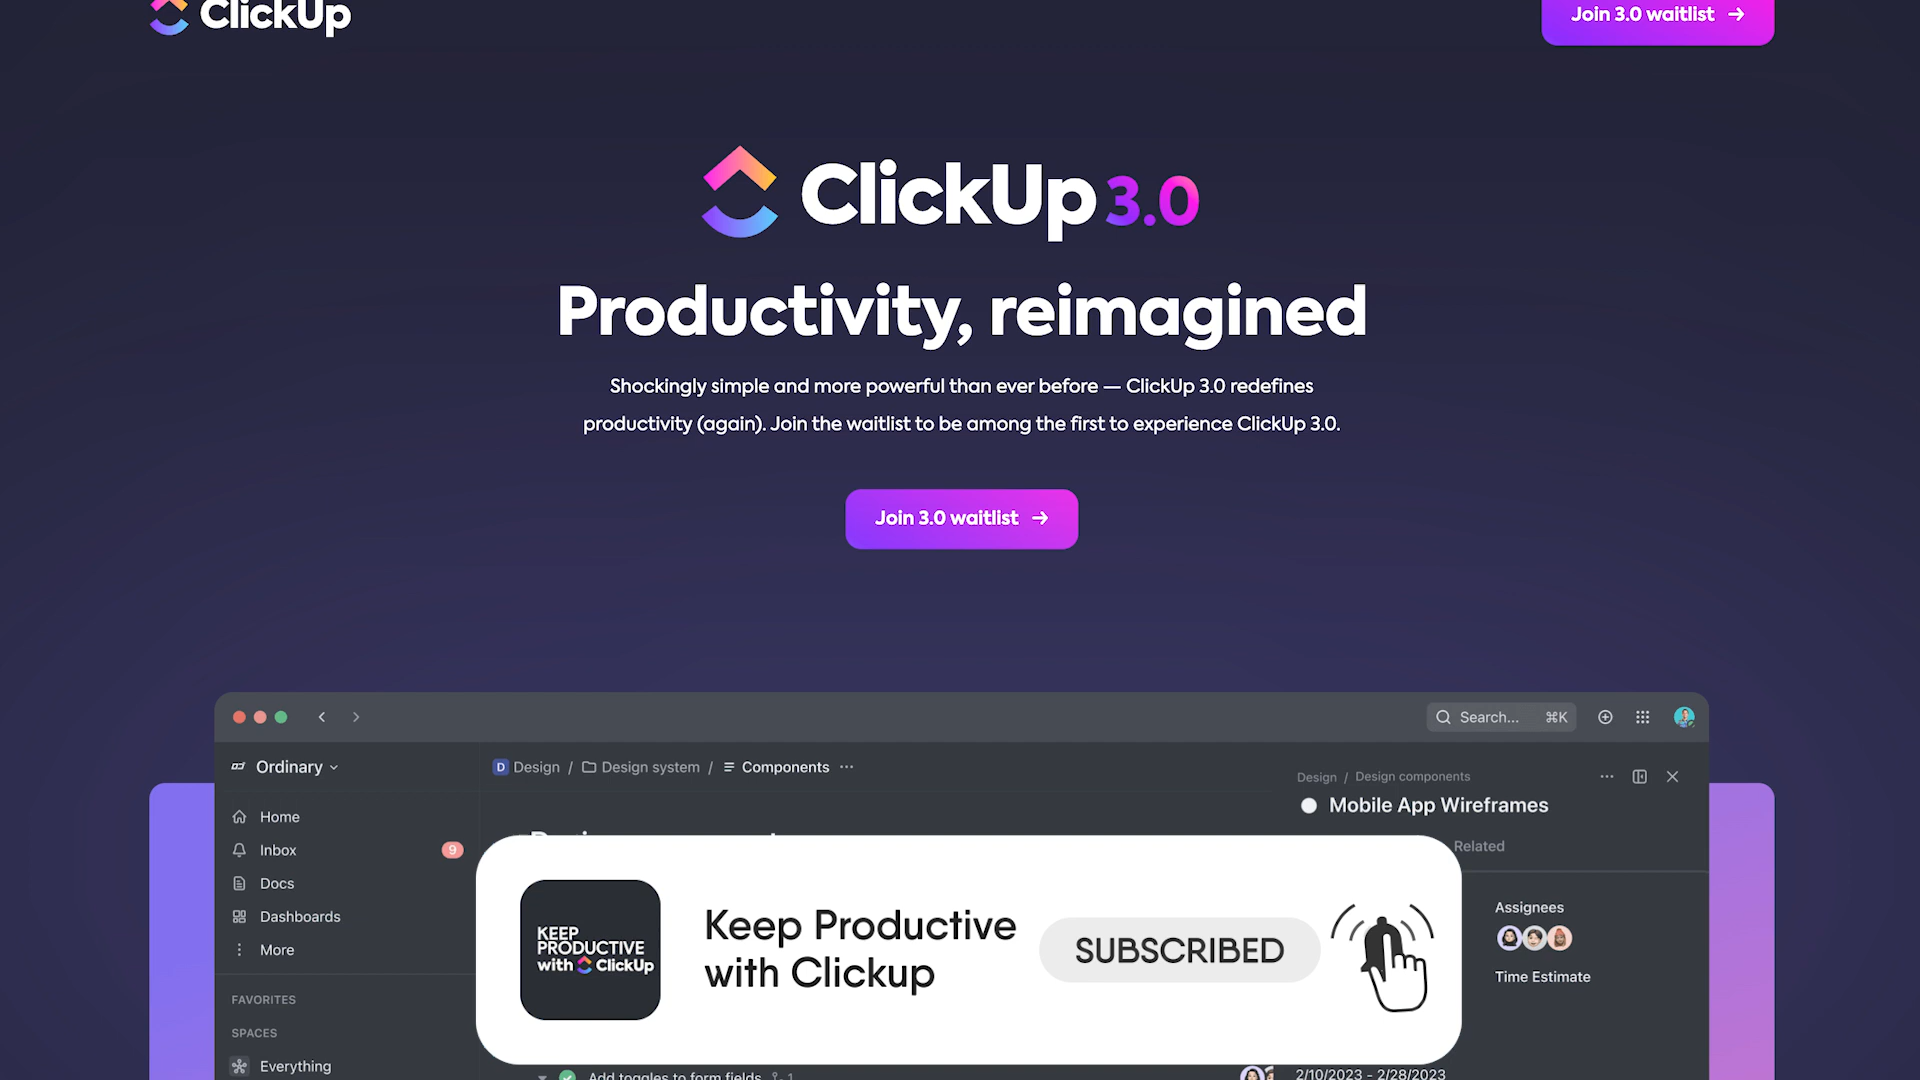 ClickUp
Join 3.0 waitlist
ClickUp 3.0
Productivity, reimagined
Shockingly simple and more powerful than ever before — ClickUp 3.0 redefines
productivity (again). Join the waitlist to be among the first to experience ClickUp 3.0.
Join 3.0 waitlist
Search... ⌘K
Ordinary
D Design / Design system / Components
Design / Design components
Mobile App Wireframes
Home
Inbox 9
Docs
Dashboards
More
FAVORITES
SPACES
Everything
Related
KEEP
PRODUCTIVE
with ClickUp
Keep Productive
with Clickup
SUBSCRIBED
Assignees
Time Estimate
Add toggles to form fields 1
2/10/2023 - 2/28/2023